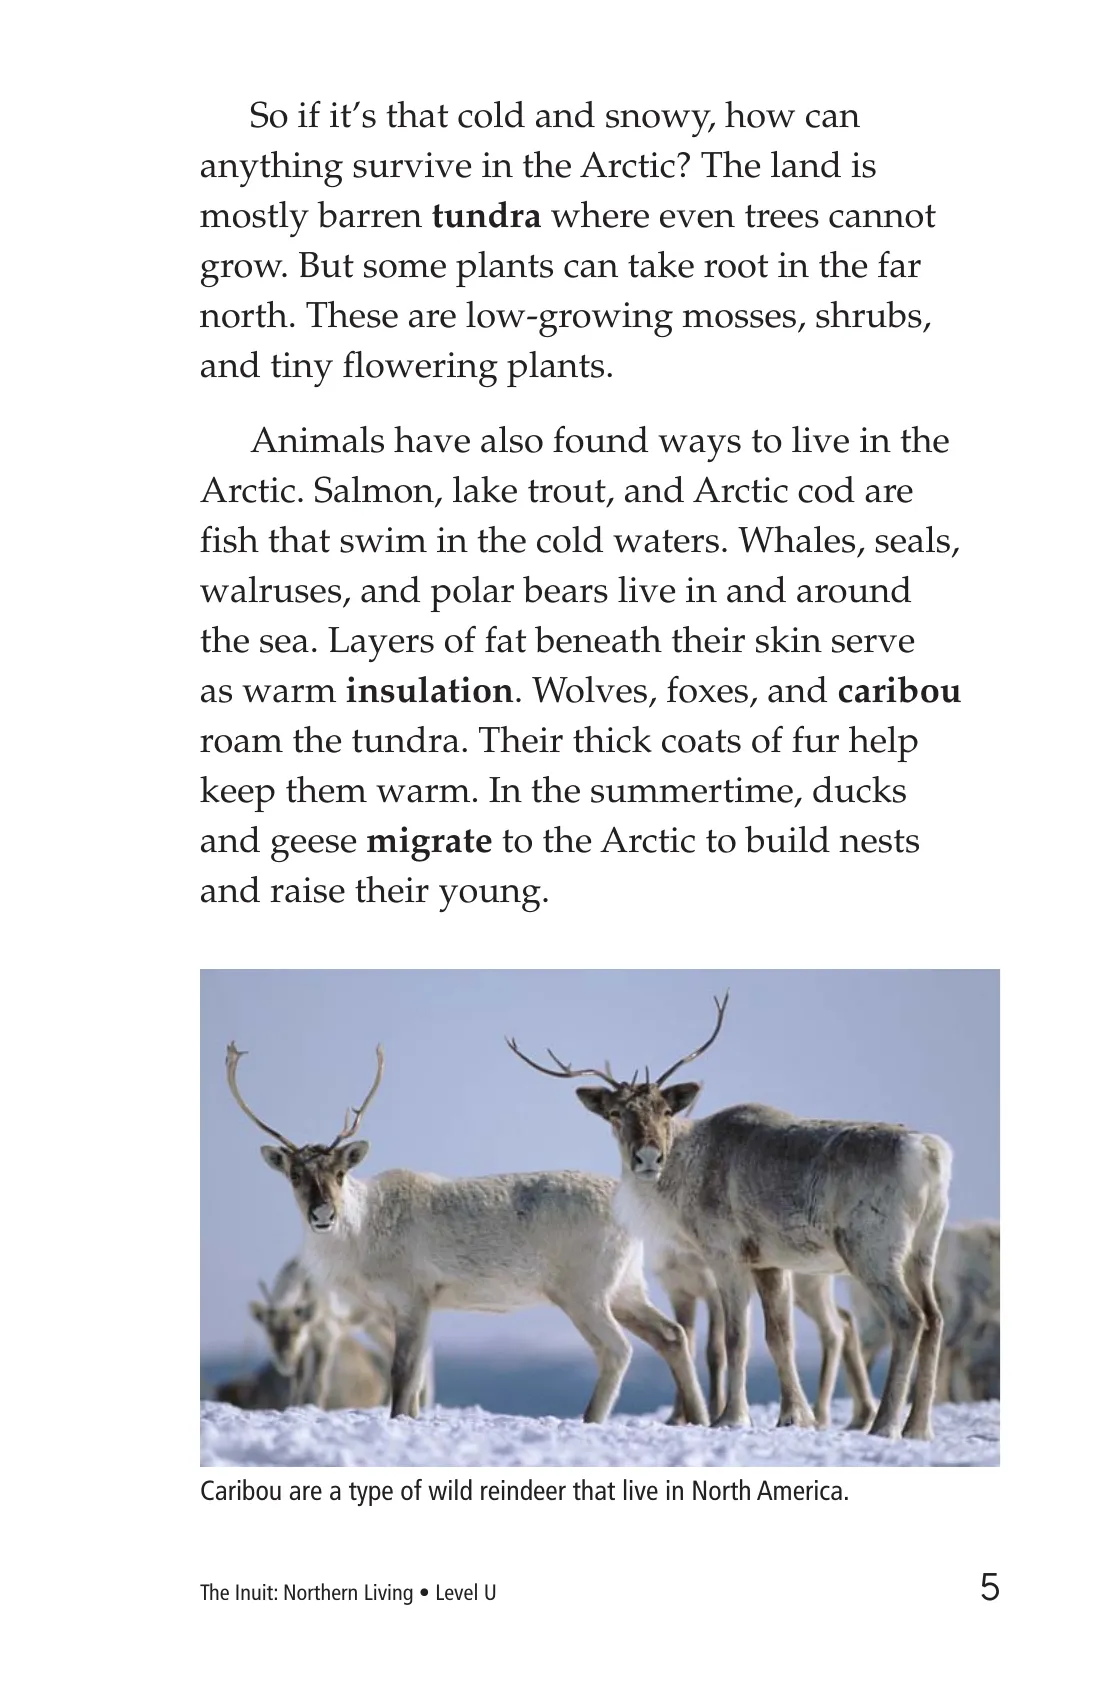 So if it’s that cold and snowy, how can
anything survive in the Arctic? The land is
mostly barren tundra where even trees cannot
grow. But some plants can take root in the far
north. These are low-growing mosses, shrubs,
and tiny flowering plants.
Animals have also found ways to live in the
Arctic. Salmon, lake trout, and Arctic cod are
fish that swim in the cold waters. Whales, seals,
walruses, and polar bears live in and around
the sea. Layers of fat beneath their skin serve
as warm insulation. Wolves, foxes, and caribou
roam the tundra. Their thick coats of fur help
keep them warm. In the summertime, ducks
and geese migrate to the Arctic to build nests
and raise their young.
Caribou are a type of wild reindeer that live in North America.
The Inuit: Northern Living • Level U 5